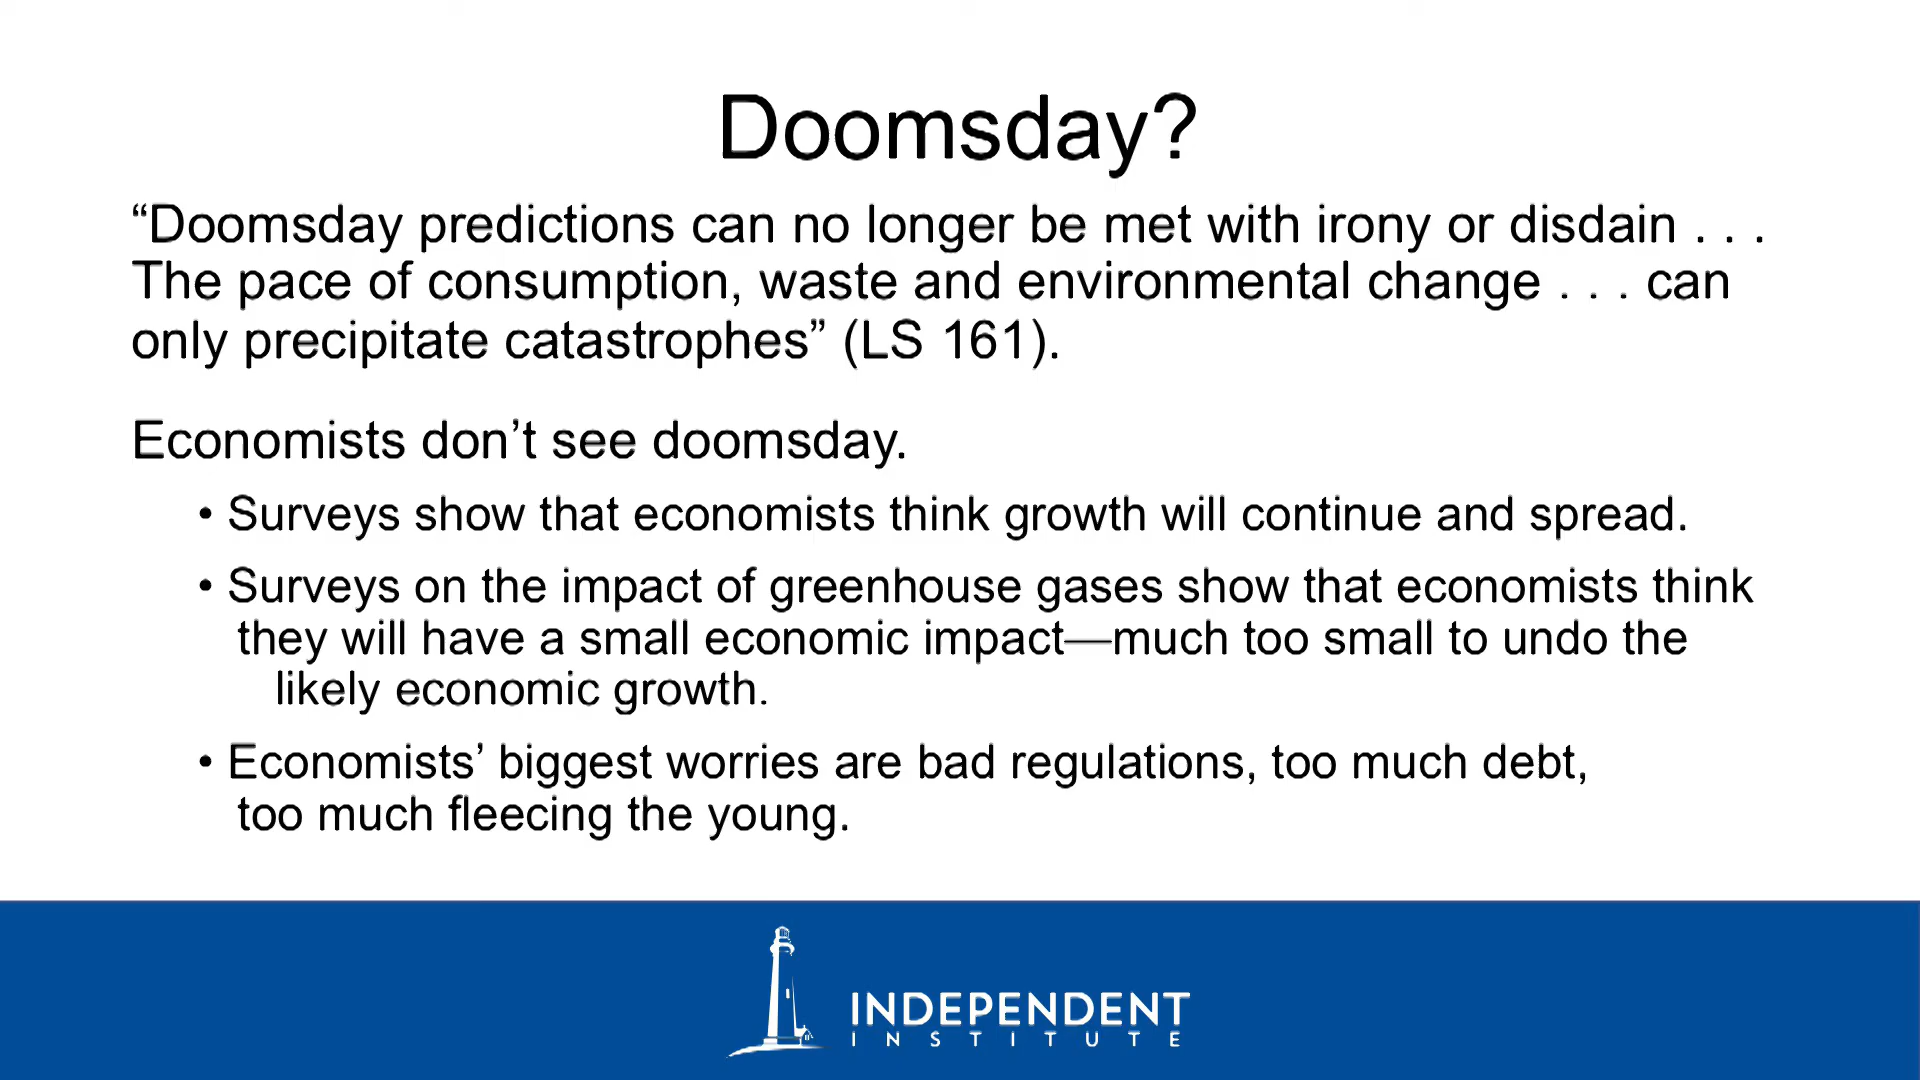 Doomsday?
“Doomsday predictions can no longer be met with irony or disdain . . .
The pace of consumption, waste and environmental change . . . can
only precipitate catastrophes” (LS 161).
Economists don’t see doomsday.
• Surveys show that economists think growth will continue and spread.
• Surveys on the impact of greenhouse gases show that economists think
they will have a small economic impact—much too small to undo the
likely economic growth.
• Economists’ biggest worries are bad regulations, too much debt,
too much fleecing the young.
INDEPENDENT
INSTITUTE